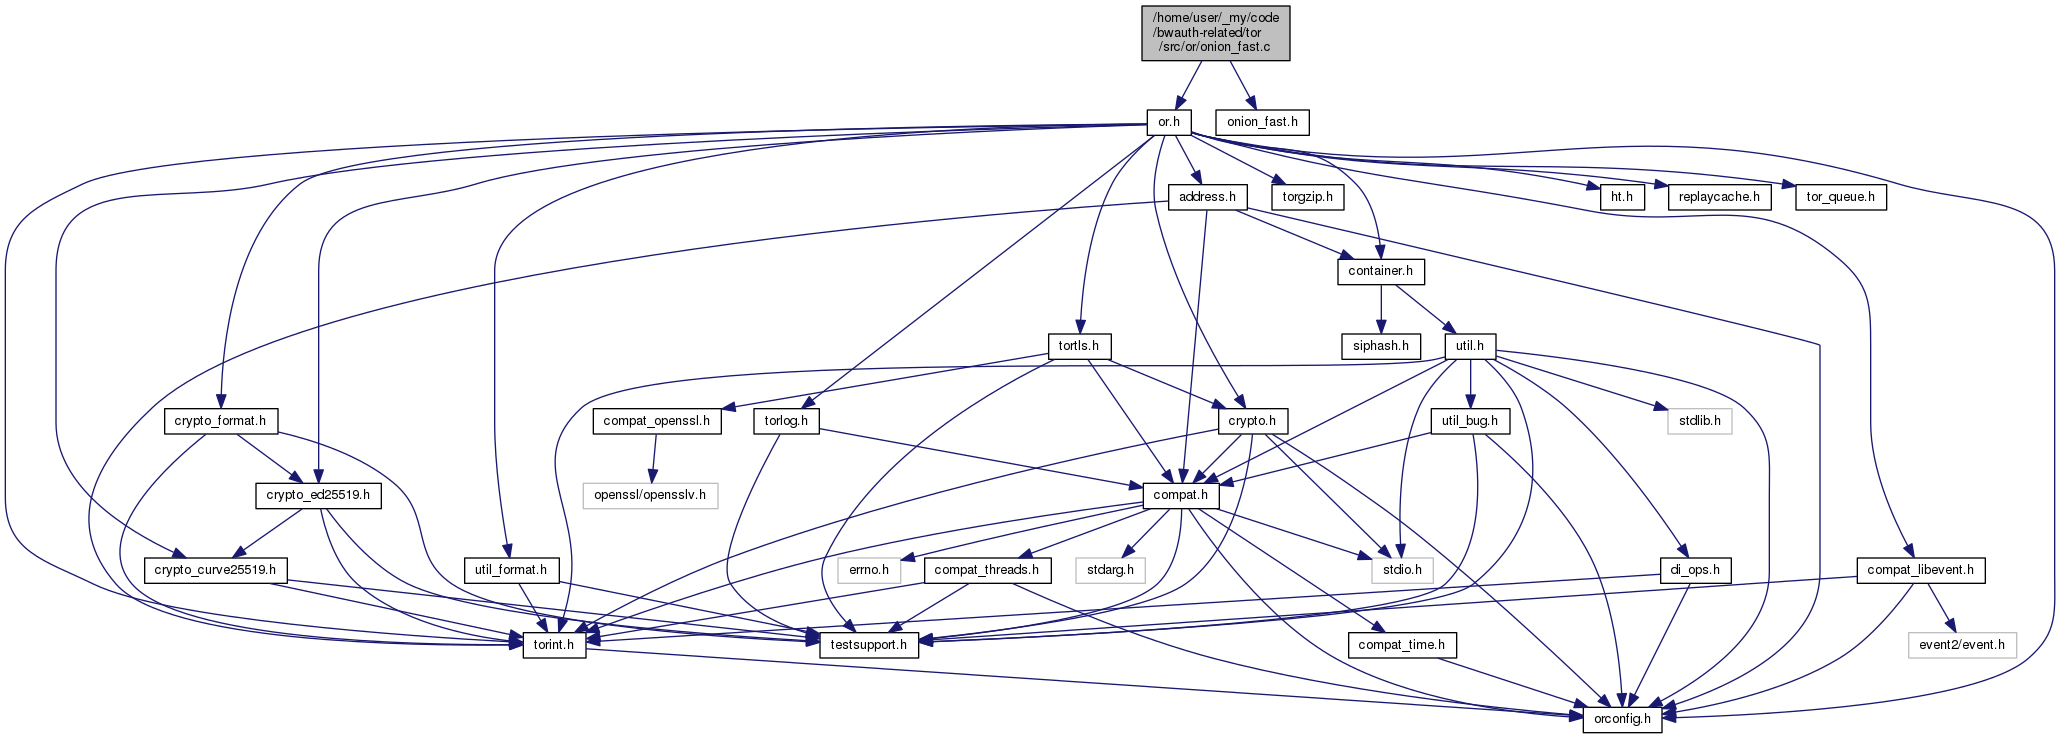 /home/user/_my/code
/bwauth-related/tor
/src/or/onion_fast.c
or.h
onion_fast.h
address.h
torgzip.h
ht.h
replaycache.h
tor_queue.h
container.h
tortls.h
siphash.h
util.h
crypto_format.h
compat_openssl.h
torlog.h
crypto.h
util_bug.h
stdlib.h
crypto_ed25519.h
openssl/opensslv.h
compat.h
crypto_curve25519.h
util_format.h
errno.h
compat_threads.h
stdarg.h
stdio.h
di_ops.h
compat_libevent.h
torint.h
testsupport.h
compat_time.h
event2/event.h
orconfig.h